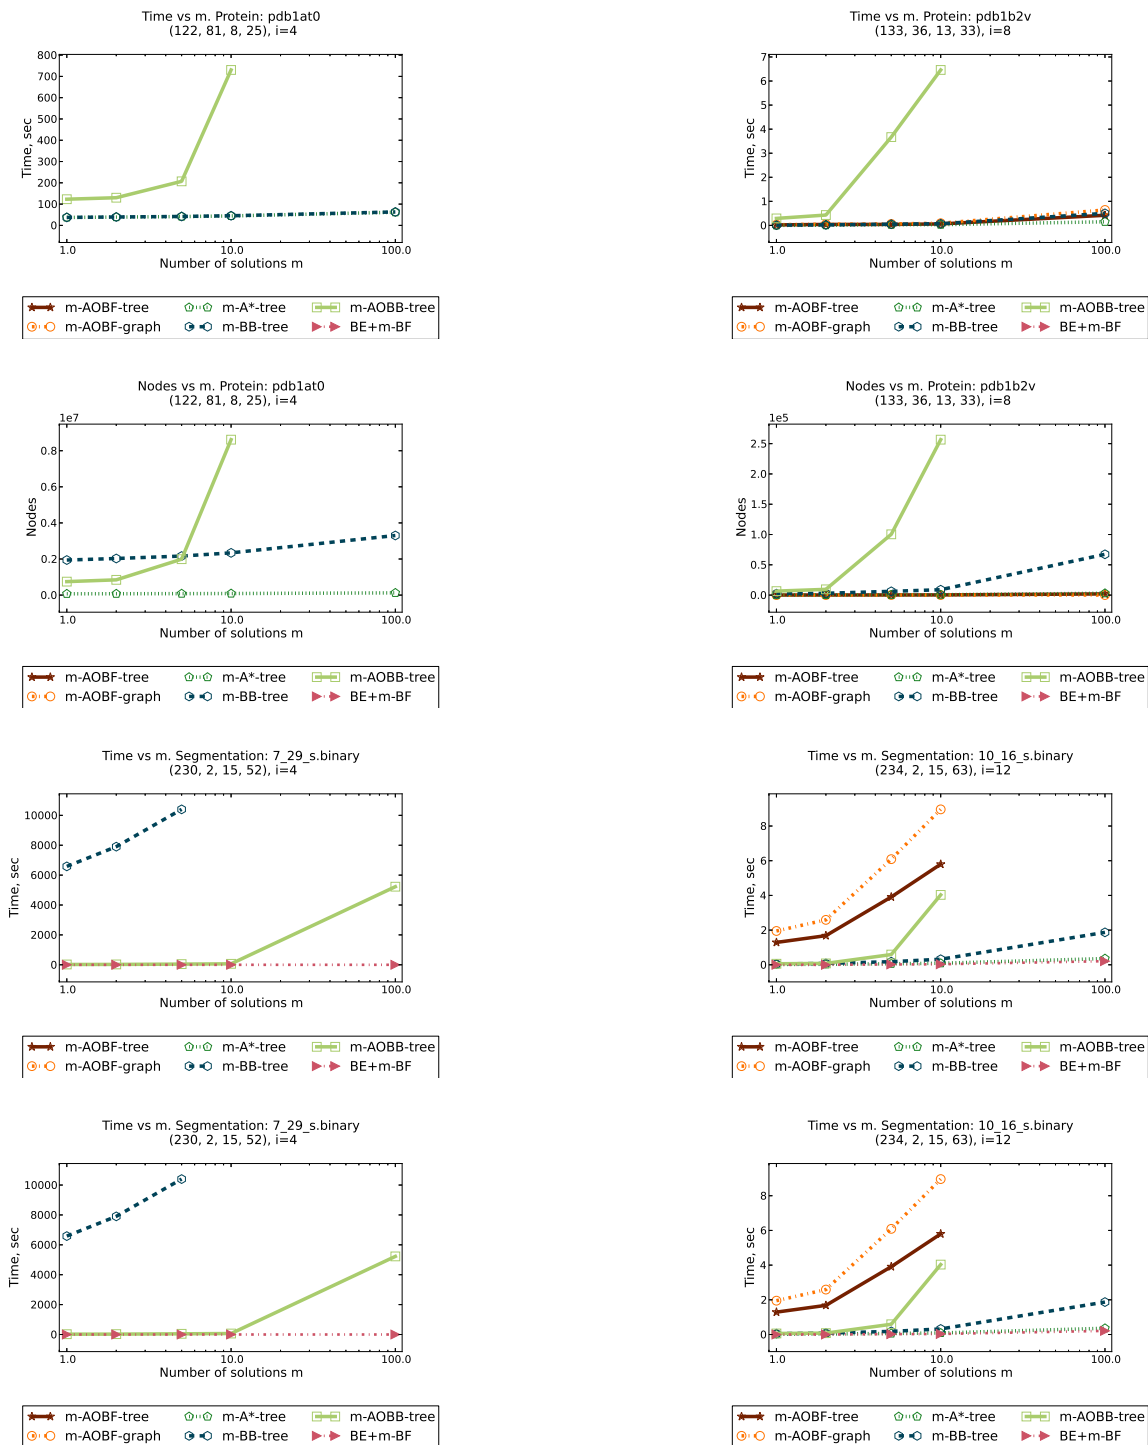 Time vs m. Protein: pdb1at0
(122, 81, 8, 25), i=4
800
700
600
500
400
300
200
100
0
Time, sec
1.0 10.0 100.0
Number of solutions m
m-AOBF-tree m-A*-tree m-AOBB-tree
m-AOBF-graph m-BB-tree BE+m-BF
Time vs m. Protein: pdb1b2v
(133, 36, 13, 33), i=8
7
6
5
4
3
2
1
0
Time, sec
1.0 10.0 100.0
Number of solutions m
m-AOBF-tree m-A*-tree m-AOBB-tree
m-AOBF-graph m-BB-tree BE+m-BF
Nodes vs m. Protein: pdb1at0
(122, 81, 8, 25), i=4
1e7
0.8
0.6
0.4
0.2
0.0
Nodes
1.0 10.0 100.0
Number of solutions m
m-AOBF-tree m-A*-tree m-AOBB-tree
m-AOBF-graph m-BB-tree BE+m-BF
Nodes vs m. Protein: pdb1b2v
(133, 36, 13, 33), i=8
1e5
2.5
2.0
1.5
1.0
0.5
0.0
Nodes
1.0 10.0 100.0
Number of solutions m
m-AOBF-tree m-A*-tree m-AOBB-tree
m-AOBF-graph m-BB-tree BE+m-BF
Time vs m. Segmentation: 7_29_s.binary
(230, 2, 15, 52), i=4
10000
8000
6000
4000
2000
0
Time, sec
1.0 10.0 100.0
Number of solutions m
m-AOBF-tree m-A*-tree m-AOBB-tree
m-AOBF-graph m-BB-tree BE+m-BF
Time vs m. Segmentation: 10_16_s.binary
(234, 2, 15, 63), i=12
8
6
4
2
0
Time, sec
1.0 10.0 100.0
Number of solutions m
m-AOBF-tree m-A*-tree m-AOBB-tree
m-AOBF-graph m-BB-tree BE+m-BF
Time vs m. Segmentation: 7_29_s.binary
(230, 2, 15, 52), i=4
10000
8000
6000
4000
2000
0
Time, sec
1.0 10.0 100.0
Number of solutions m
m-AOBF-tree m-A*-tree m-AOBB-tree
m-AOBF-graph m-BB-tree BE+m-BF
Time vs m. Segmentation: 10_16_s.binary
(234, 2, 15, 63), i=12
8
6
4
2
0
Time, sec
1.0 10.0 100.0
Number of solutions m
m-AOBF-tree m-A*-tree m-AOBB-tree
m-AOBF-graph m-BB-tree BE+m-BF